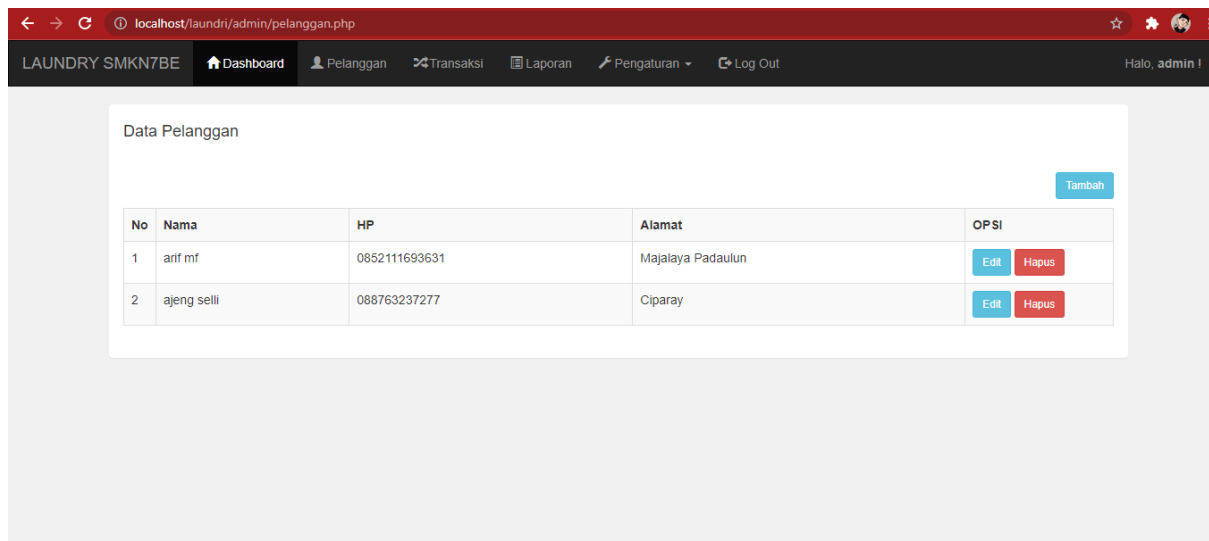 localhost/laundri/admin/pelanggan.php
LAUNDRY SMKN7BE Dashboard Pelanggan Transaksi Laporan Pengaturan Log Out Halo, admin !
Data Pelanggan
Tambah
No Nama HP Alamat OPSI
1 arif mf 0852111693631 Majalaya Padaulun Edit Hapus
2 ajeng selli 088763237277 Ciparay Edit Hapus